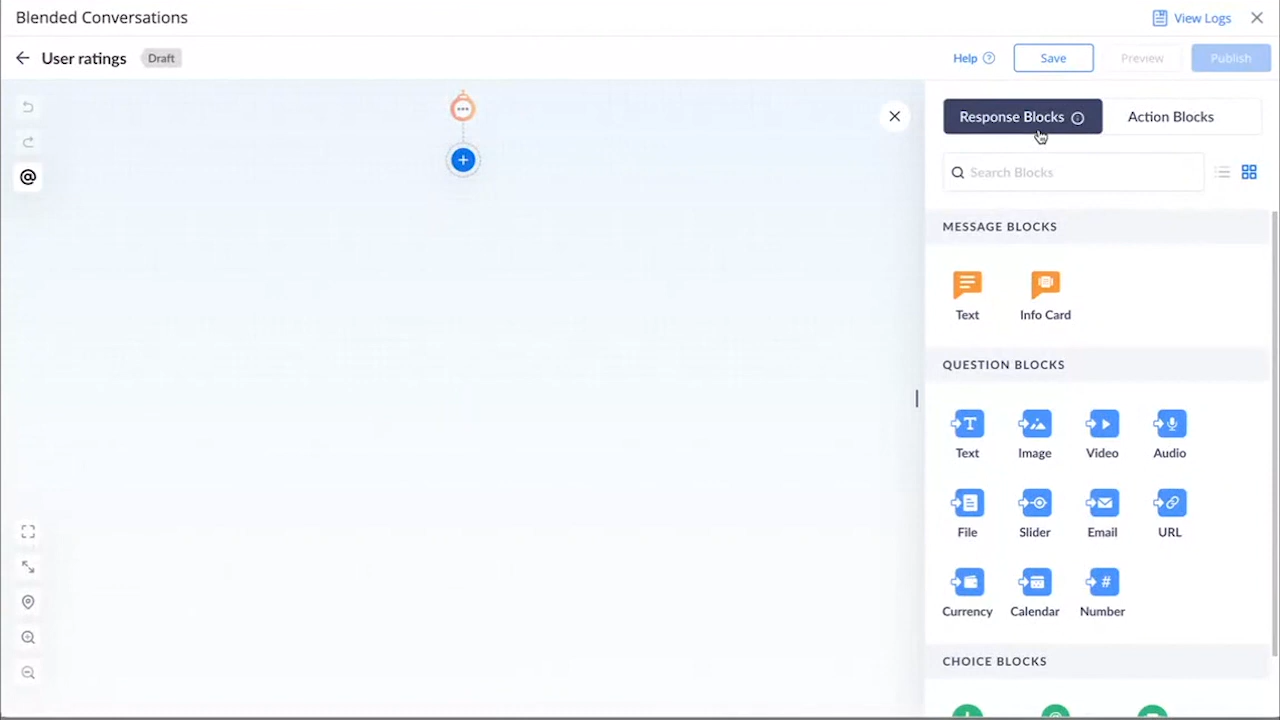 Blended Conversations
View Logs
User ratings
Draft
Help
Save
Preview
Publish
@
Response Blocks
Action Blocks
Search Blocks
MESSAGE BLOCKS
Text
Info Card
QUESTION BLOCKS
Text
Image
Video
Audio
File
Slider
Email
URL
Currency
Calendar
Number
CHOICE BLOCKS